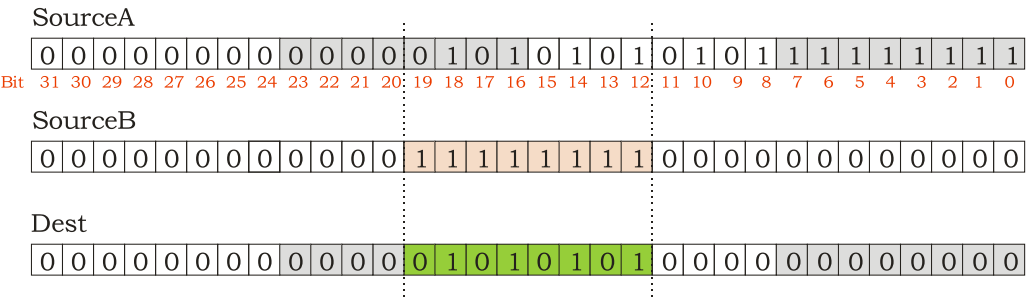 SourceA
0 0 0 0 0 0 0 0 0 0 0 0 0 1 0 1 0 1 0 1 0 1 0 1 1 1 1 1 1 1 1 1
Bit 31 30 29 28 27 26 25 24 23 22 21 20 19 18 17 16 15 14 13 12 11 10 9 8 7 6 5 4 3 2 1 0
SourceB
0 0 0 0 0 0 0 0 0 0 0 0 1 1 1 1 1 1 1 1 0 0 0 0 0 0 0 0 0 0 0 0
Dest
0 0 0 0 0 0 0 0 0 0 0 0 0 1 0 1 0 1 0 1 0 0 0 0 0 0 0 0 0 0 0 0